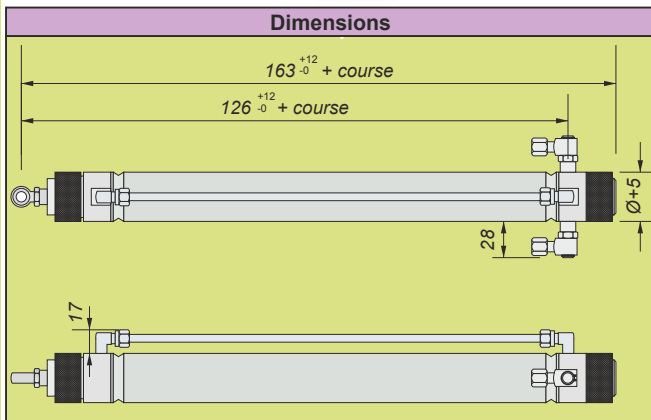 Dimensions
163 +12 -0 + course
126 +12 -0 + course
Ø+5
28
17